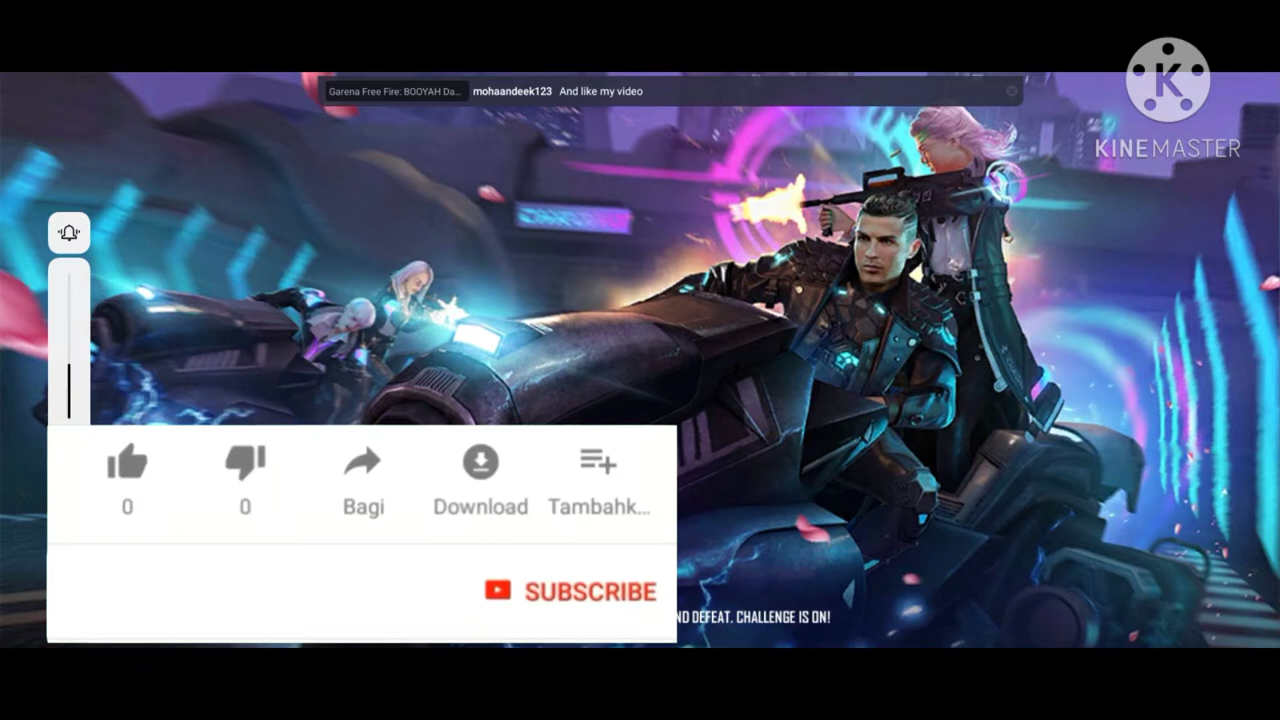 Garena Free Fire: BOOYAH Da... mohaandeek123 And like my video
KINEMASTER
0 0 Bagi Download Tambahk...
SUBSCRIBE
ND DEFEAT. CHALLENGE IS ON!